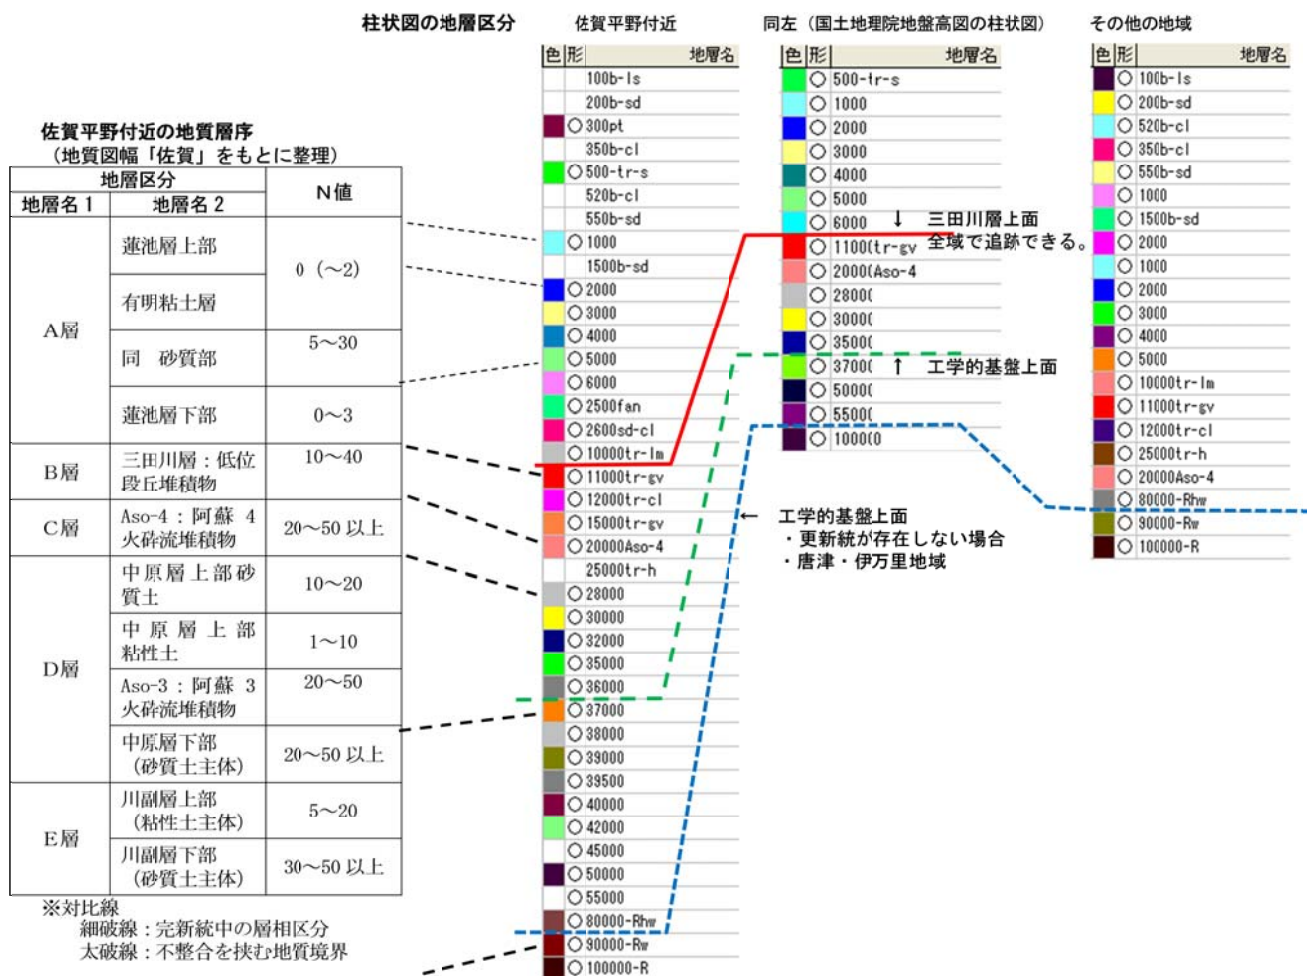 柱状図の地層区分
佐賀平野付近
同左（国土地理院地盤高図の柱状図）
その他の地域
佐賀平野付近の地質層序
（地質図幅「佐賀」をもとに整理）
地層区分
N値
地層名1
地層名2
A層
蓮池層上部
0（～2）
有明粘土層
同　砂質部
5～30
蓮池層下部
0～3
B層
三田川層：低位
段丘堆積物
10～40
C層
Aso-4：阿蘇 4
火砕流堆積物
20～50 以上
D層
中原層上部砂
質土
10～20
中原層上部
粘性土
1～10
Aso-3：阿蘇 3
火砕流堆積物
20～50
中原層下部
（砂質土主体）
20～50 以上
E層
川副層上部
（粘性土主体）
5～20
川副層下部
（砂質土主体）
30～50 以上
※対比線
細破線：完新統中の層相区分
太破線：不整合を挟む地質境界
色 形 地層名
100b-ls
200b-sd
300pt
350b-cl
500-tr-s
520b-cl
550b-sd
1000
1500b-sd
2000
3000
4000
5000
6000
2500fan
2600sd-cl
10000tr-lm
11000tr-gv
12000tr-cl
15000tr-gv
20000Aso-4
25000tr-h
28000
30000
32000
35000
36000
37000
38000
39000
39500
40000
42000
45000
50000
55000
80000-Rhw
90000-Rw
100000-R
色 形 地層名
500-tr-s
1000
2000
3000
4000
5000
6000
↓ 三田川層上面
全域で追跡できる。
1100(tr-gv
2000(Aso-4
2800(
3000(
3500(
3700(
↑ 工学的基盤上面
5000(
5500(
1000(0
← 工学的基盤上面
・更新統が存在しない場合
・唐津・伊万里地域
色 形 地層名
100b-ls
200b-sd
520b-cl
350b-cl
550b-sd
1000
1500b-sd
2000
1000
2000
3000
4000
5000
10000tr-lm
11000tr-gv
12000tr-cl
25000tr-h
20000Aso-4
80000-Rhw
90000-Rw
100000-R